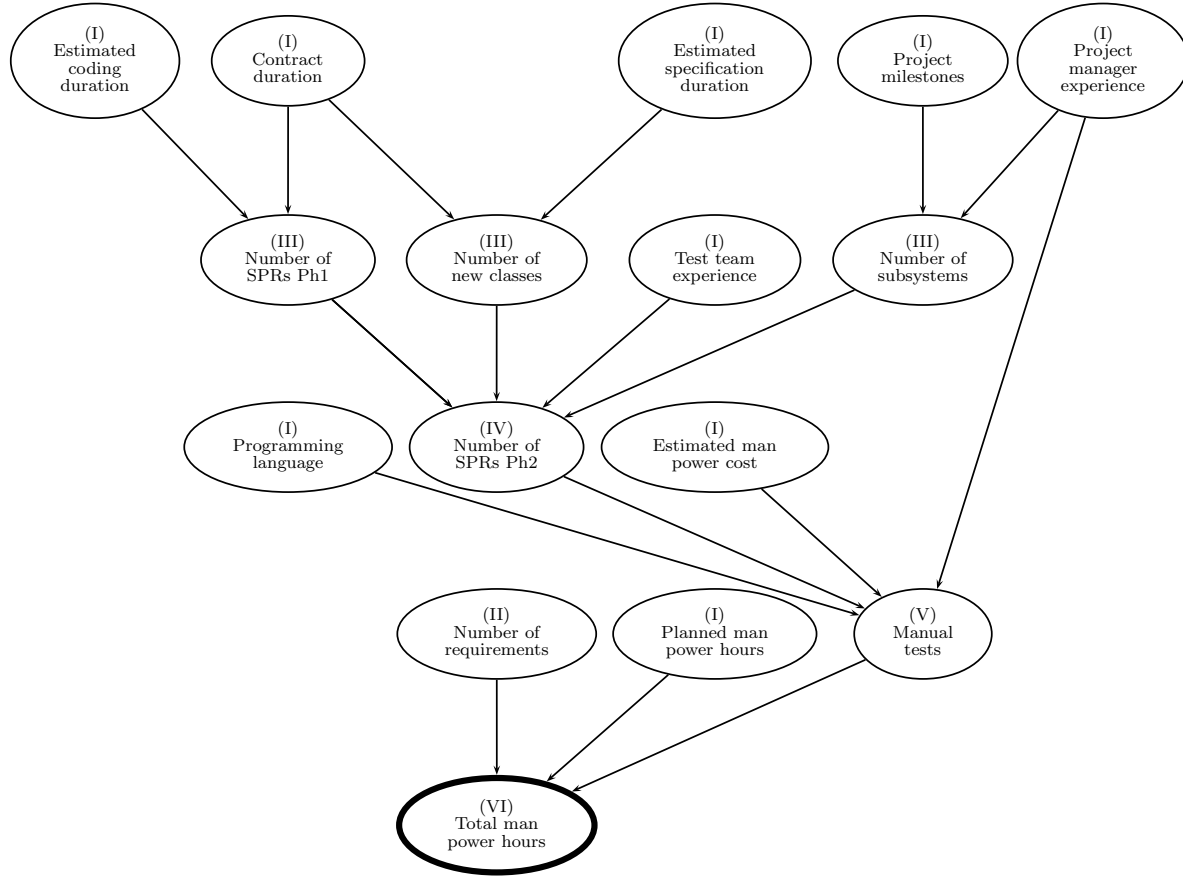 (I)
Estimated
coding
duration
(I)
Contract
duration
(I)
Estimated
specification
duration
(I)
Project
milestones
(I)
Project
manager
experience
(III)
Number of
SPRs Ph1
(III)
Number of
new classes
(I)
Test team
experience
(III)
Number of
subsystems
(I)
Programming
language
(IV)
Number of
SPRs Ph2
(I)
Estimated man
power cost
(II)
Number of
requirements
(I)
Planned man
power hours
(V)
Manual
tests
(VI)
Total man
power hours